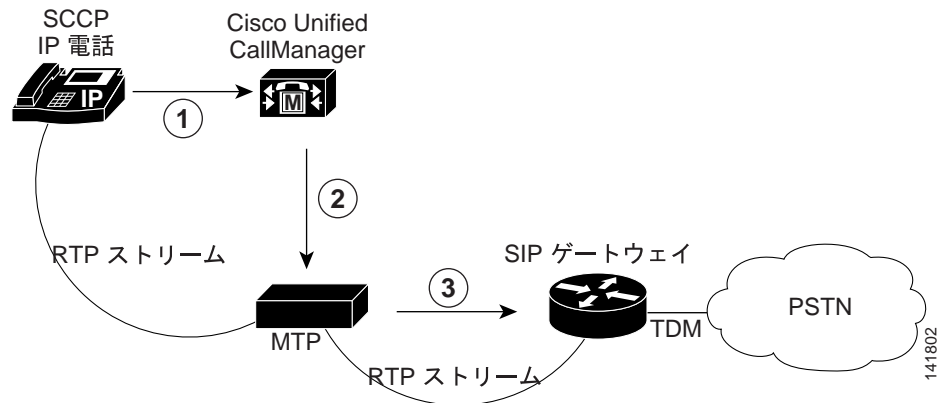 SCCP
IP 電話
Cisco Unified
CallManager
IP
M
1
2
RTP ストリーム
SIP ゲートウェイ
3
MTP
TDM
PSTN
RTP ストリーム
141802